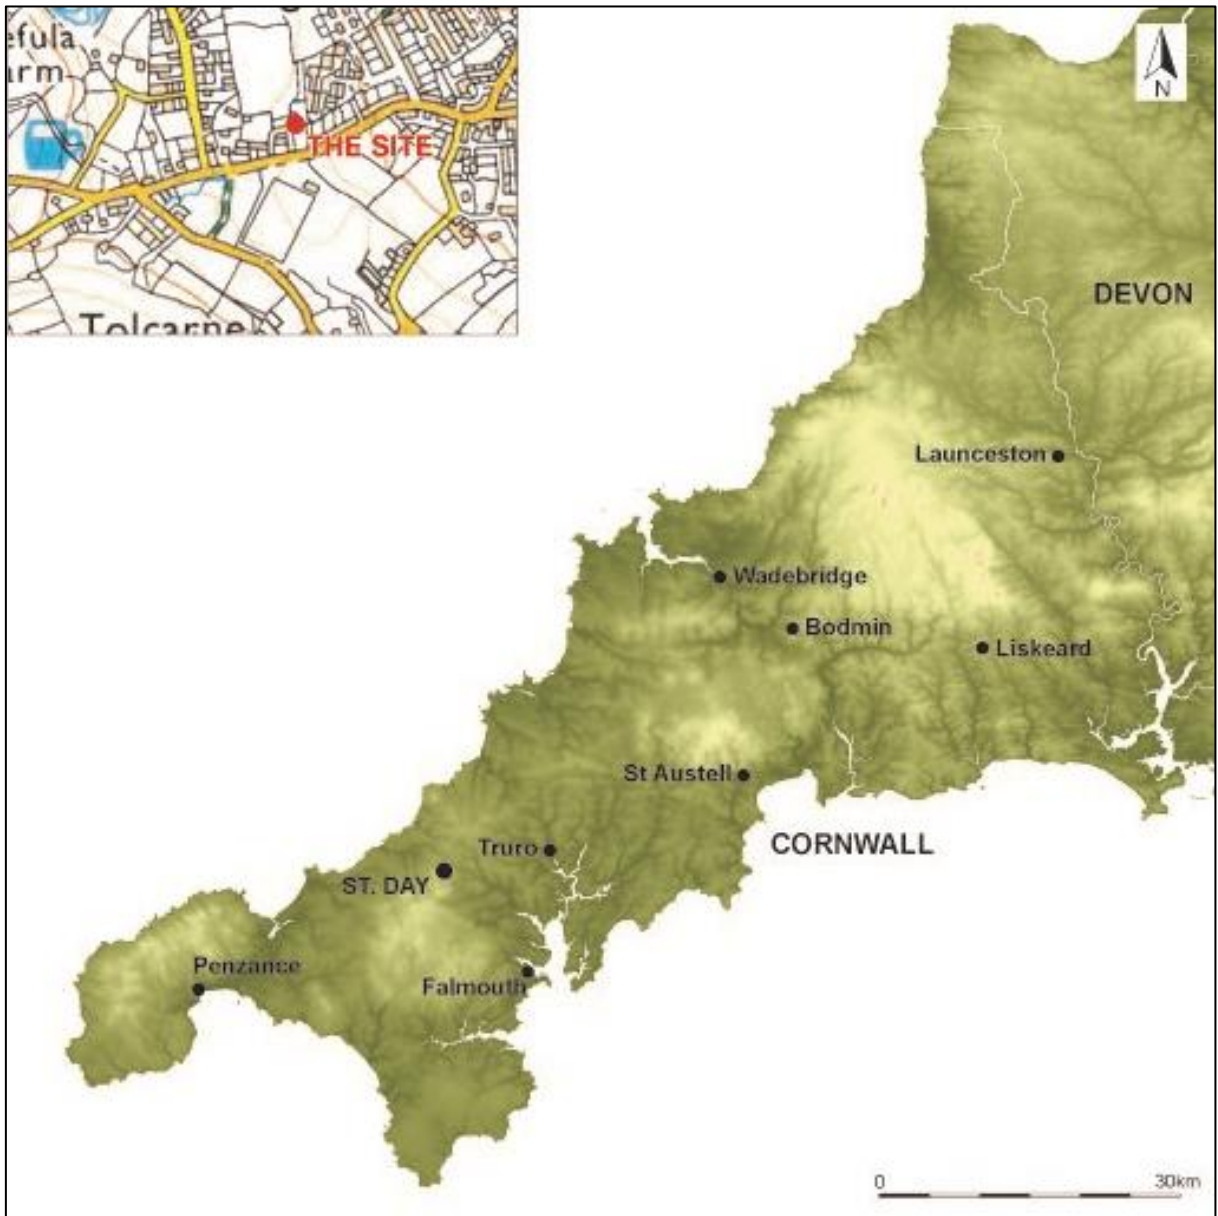 efula
arm
THE SITE
Tolcarne
N
DEVON
Launceston
Wadebridge
Bodmin
Liskeard
St Austell
CORNWALL
Truro
ST. DAY
Penzance
Falmouth
0 30km